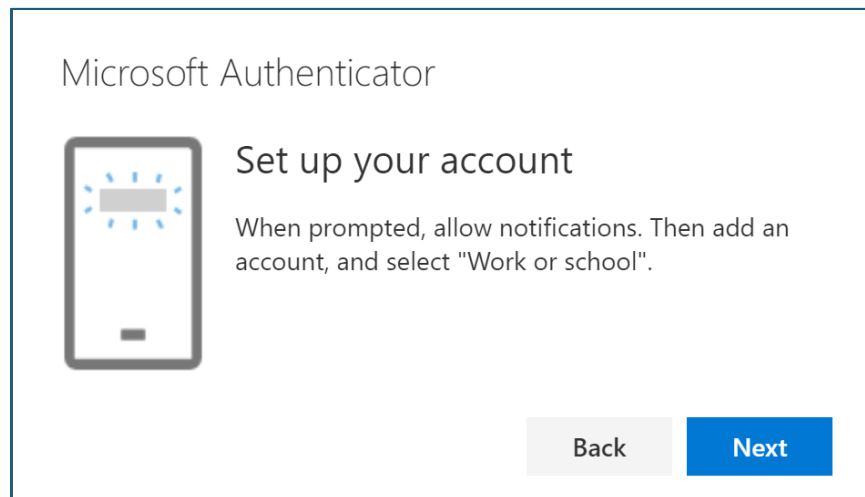 Microsoft Authenticator
Set up your account
When prompted, allow notifications. Then add an
account, and select "Work or school".
Back
Next